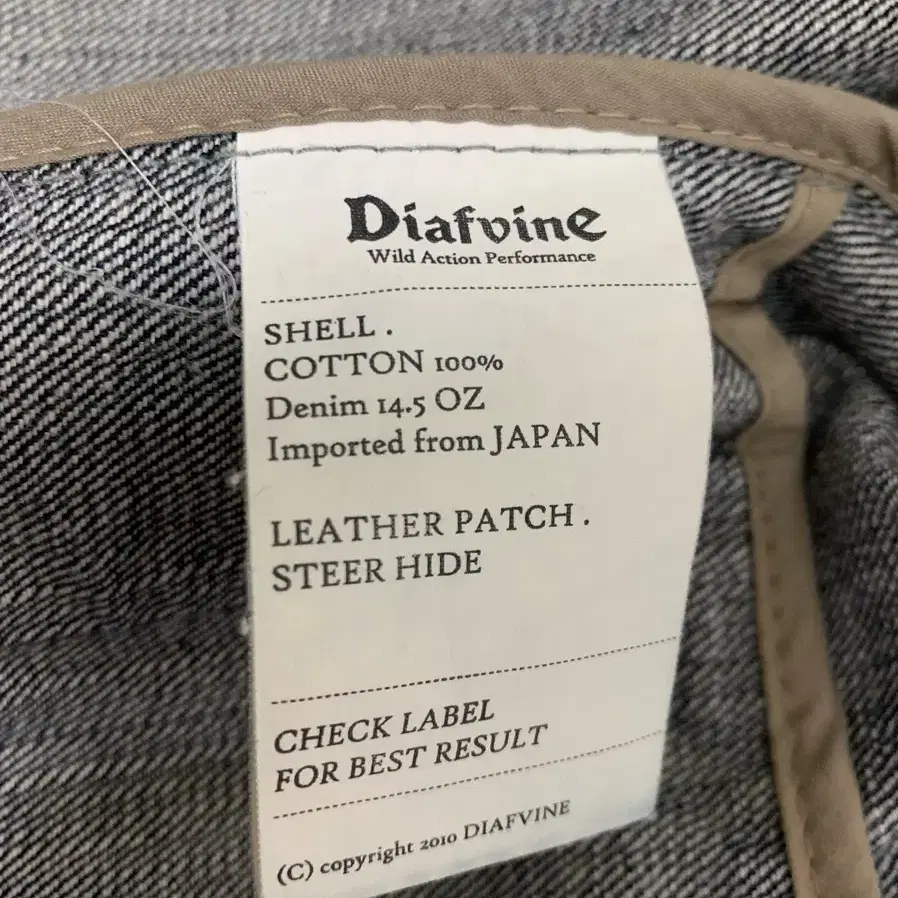 Diafvine
Wild Action Performance
SHELL .
COTTON 100%
Denim 14.5 OZ
Imported from JAPAN
LEATHER PATCH .
STEER HIDE
CHECK LABEL
FOR BEST RESULT
(C) copyright 2010 DIAFVINE